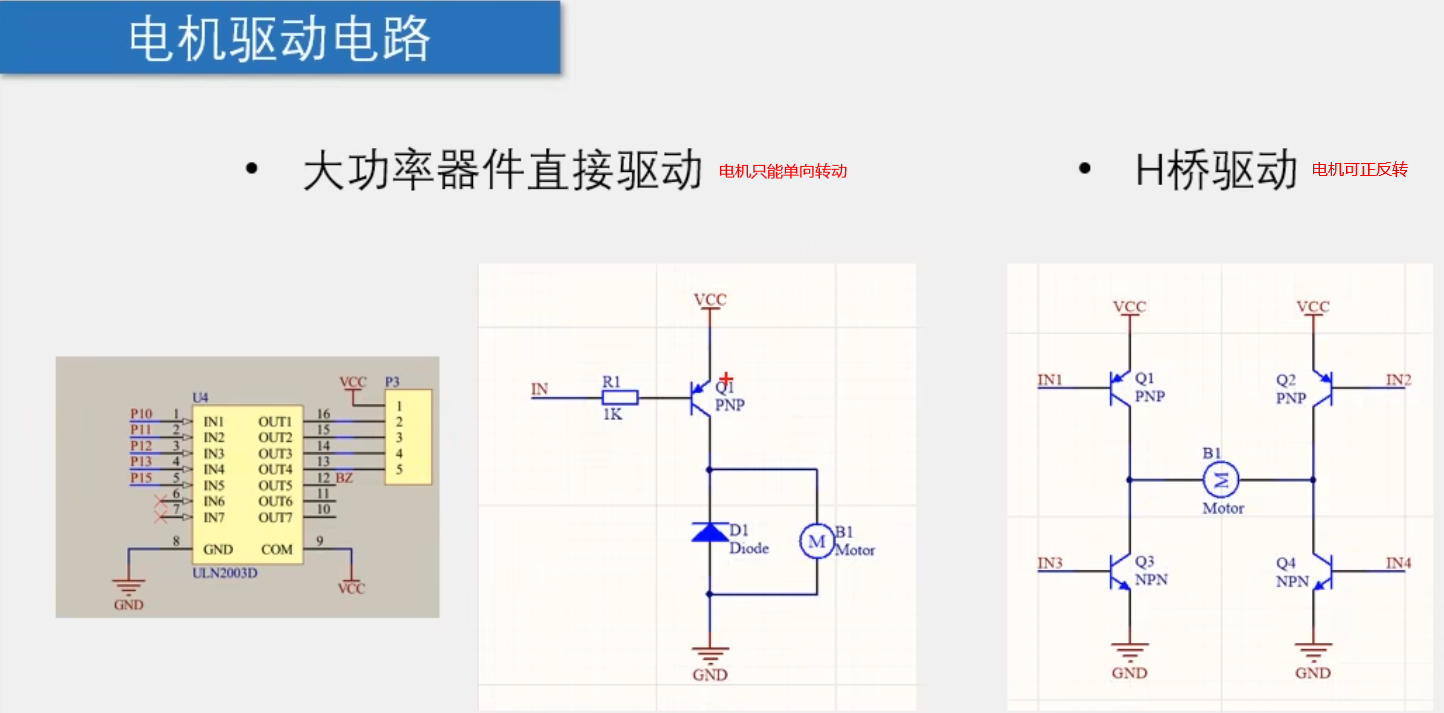 电机驱动电路
• 大功率器件直接驱动 电机只能单向转动
• H桥驱动 电机可正反转
U4
VCC P3
P10 1 IN1 OUT1 16 1
P11 2 IN2 OUT2 15 2
P12 3 IN3 OUT3 14 3
P13 4 IN4 OUT4 13 4
P15 5 IN5 OUT5 12 BZ 5
6 IN6 OUT6 11
7 IN7 OUT7 10
8 GND COM 9
ULN2003D
GND
VCC
VCC
IN
R1
1K
Q1
PNP
D1
Diode
M
B1
Motor
GND
VCC VCC
IN1 Q1
PNP
Q2
PNP
IN2
B1
M
Motor
IN3 Q3
NPN
Q4
NPN
IN4
GND GND